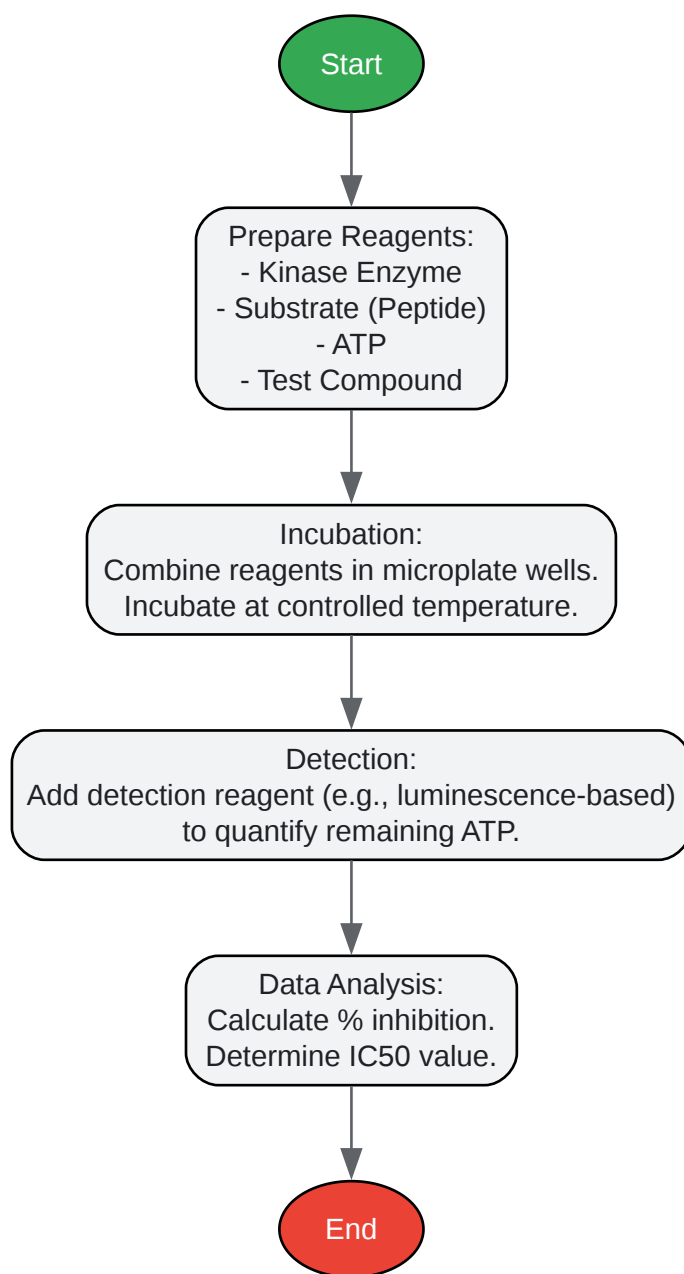 Start
Prepare Reagents:
- Kinase Enzyme
- Substrate (Peptide)
- ATP
- Test Compound
Incubation:
Combine reagents in microplate wells.
Incubate at controlled temperature.
Detection:
Add detection reagent (e.g., luminescence-based)
to quantify remaining ATP.
Data Analysis:
Calculate % inhibition.
Determine IC50 value.
End